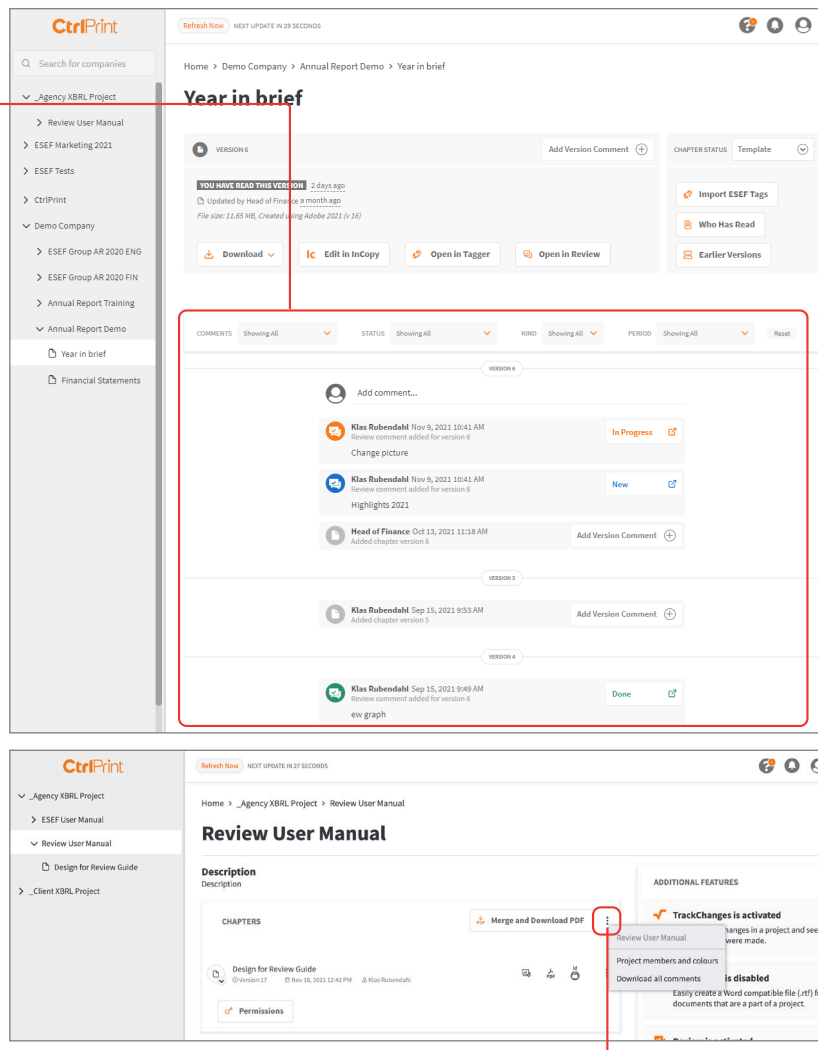 CtrlPrint
Refresh Now NEXT UPDATE IN 29 SECONDS
Search for companies
_Agency XBRL Project
Review User Manual
ESEF Marketing 2021
ESEF Tests
CtrlPrint
Demo Company
ESEF Group AR 2020 ENG
ESEF Group AR 2020 FIN
Annual Report Training
Annual Report Demo
Year in brief
Financial Statements
Home > Demo Company > Annual Report Demo > Year in brief
Year in brief
VERSION 6
Add Version Comment
CHAPTER STATUS Template
YOU HAVE READ THIS VERSION 2 days ago
Updated by Head of Finance a month ago
File size: 11.65 MB, Created using Adobe 2021 (v 16)
Import ESEF Tags
Who Has Read
Earlier Versions
Download
Ic Edit in InCopy
Open in Tagger
Open in Review
COMMENTS Showing All STATUS Showing All KIND Showing All PERIOD Showing All Reset
VERSION 6
Add comment...
Klas Rubendahl Nov 9, 2021 10:41 AM
Review comment added for version 6
Change picture
In Progress
Klas Rubendahl Nov 9, 2021 10:41 AM
Review comment added for version 6
Highlights 2021
New
Head of Finance Oct 13, 2021 11:18 AM
Added chapter version 6
Add Version Comment
VERSION 5
Klas Rubendahl Sep 15, 2021 9:53 AM
Added chapter version 5
Add Version Comment
VERSION 4
Klas Rubendahl Sep 15, 2021 9:49 AM
Review comment added for version 6
ew graph
Done
CtrlPrint
Refresh Now NEXT UPDATE IN 27 SECONDS
_Agency XBRL Project
ESEF User Manual
Review User Manual
Design for Review Guide
_Client XBRL Project
Home > _Agency XBRL Project > Review User Manual
Review User Manual
Description
Description
CHAPTERS
PDF Merge and Download PDF
Review User Manual
Project members and colours
Download all comments
Design for Review Guide
Version 17 Nov 18, 2021 12:42 PM Klas Rubendahl
PDF
Id
Permissions
ADDITIONAL FEATURES
TrackChanges is activated
hanges in a project and see
were made.
is disabled
Easily create a Word compatible file (.rtf) f
documents that are a part of a project.